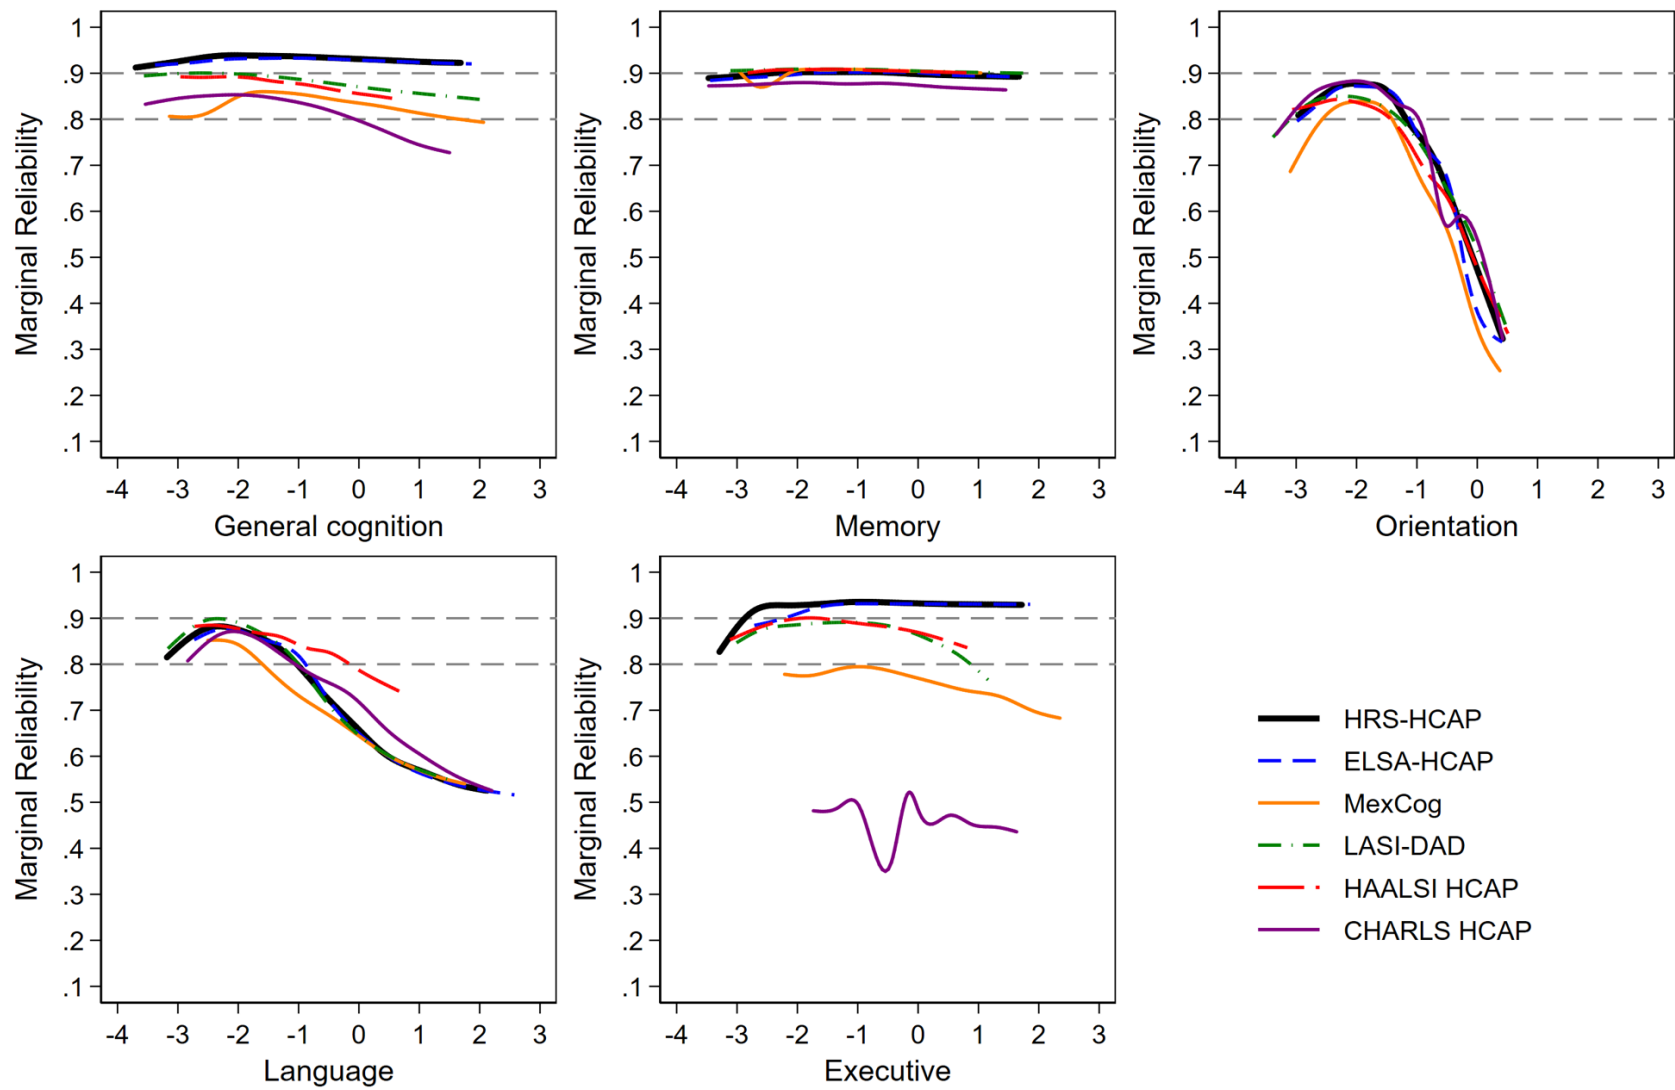 Marginal Reliability
1
.9
.8
.7
.6
.5
.4
.3
.2
.1
-4 -3 -2 -1 0 1 2 3
General cognition
Marginal Reliability
1
.9
.8
.7
.6
.5
.4
.3
.2
.1
-4 -3 -2 -1 0 1 2 3
Memory
Marginal Reliability
1
.9
.8
.7
.6
.5
.4
.3
.2
.1
-4 -3 -2 -1 0 1 2 3
Orientation
Marginal Reliability
1
.9
.8
.7
.6
.5
.4
.3
.2
.1
-4 -3 -2 -1 0 1 2 3
Language
Marginal Reliability
1
.9
.8
.7
.6
.5
.4
.3
.2
.1
-4 -3 -2 -1 0 1 2 3
Executive
HRS-HCAP
ELSA-HCAP
MexCog
LASI-DAD
HAALSI HCAP
CHARLS HCAP